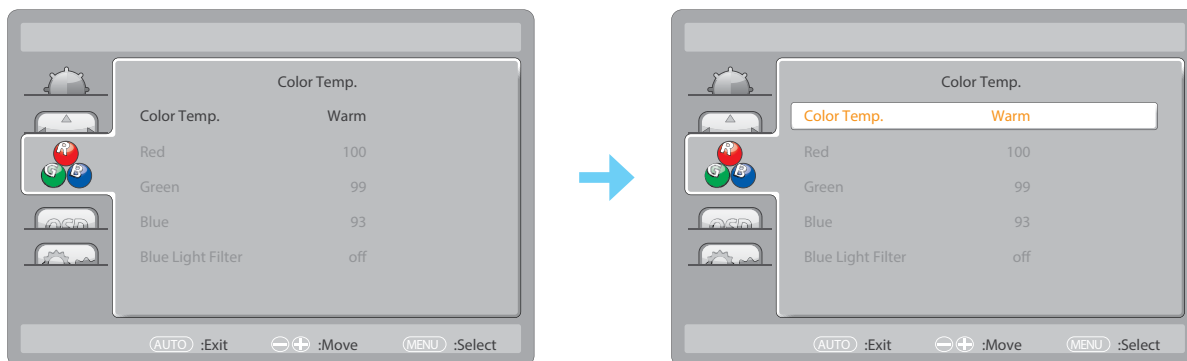 Color Temp.
Color Temp. Warm
Red 100
Green 99
Blue 93
Blue Light Filter off
R
G B
OSD
AUTO :Exit :Move MENU :Select
Color Temp.
Color Temp. Warm
Red 100
Green 99
Blue 93
Blue Light Filter off
R
G B
OSD
AUTO :Exit :Move MENU :Select